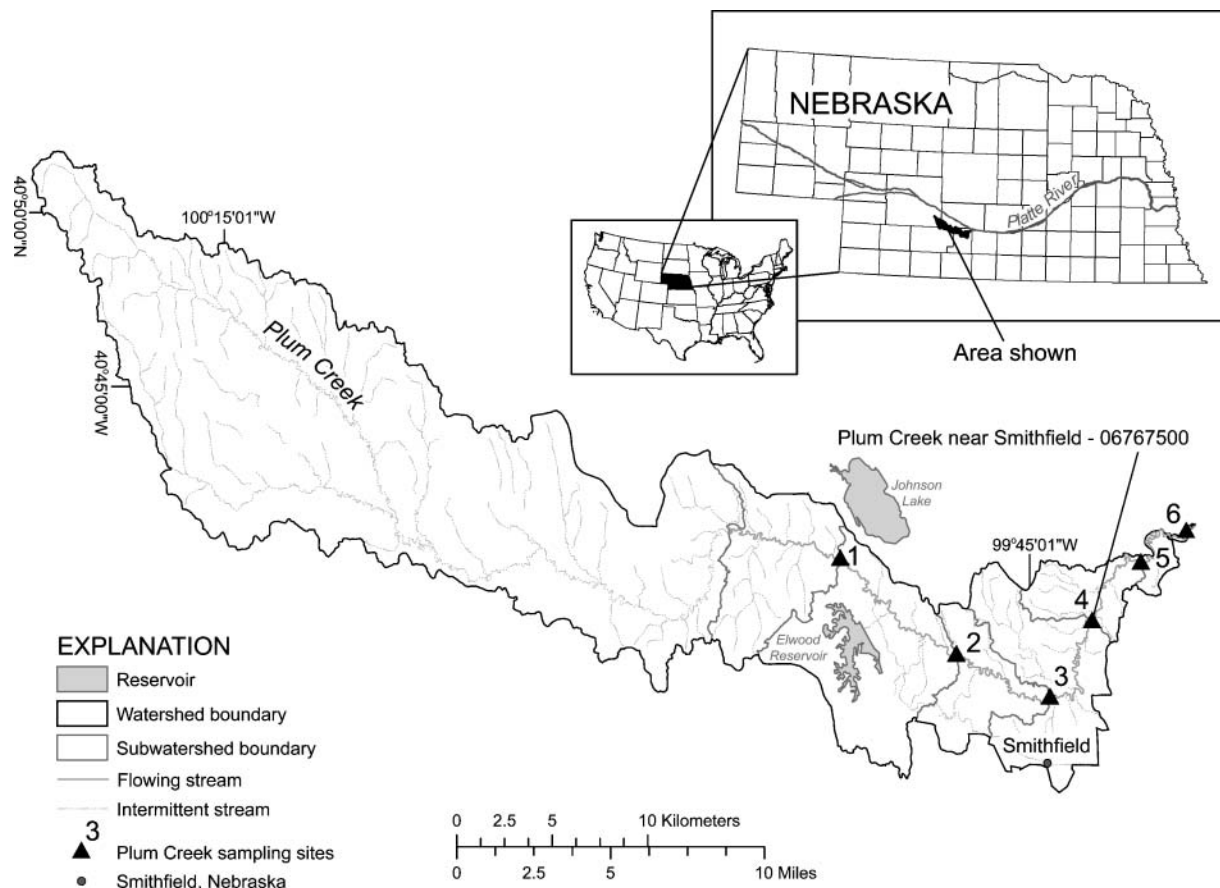 NEBRASKA
Platte River
Area shown
40°50'00"N
100°15'01"W
Plum Creek
40°45'00"W
Plum Creek near Smithfield - 06767500
Johnson
Lake
99°45'01"W
6
5
4
1
Elwood
Reservoir
2
3
Smithfield
EXPLANATION
Reservoir
Watershed boundary
Subwatershed boundary
Flowing stream
Intermittent stream
3
Plum Creek sampling sites
Smithfield, Nebraska
0 2.5 5 10 Kilometers
0 2.5 5 10 Miles